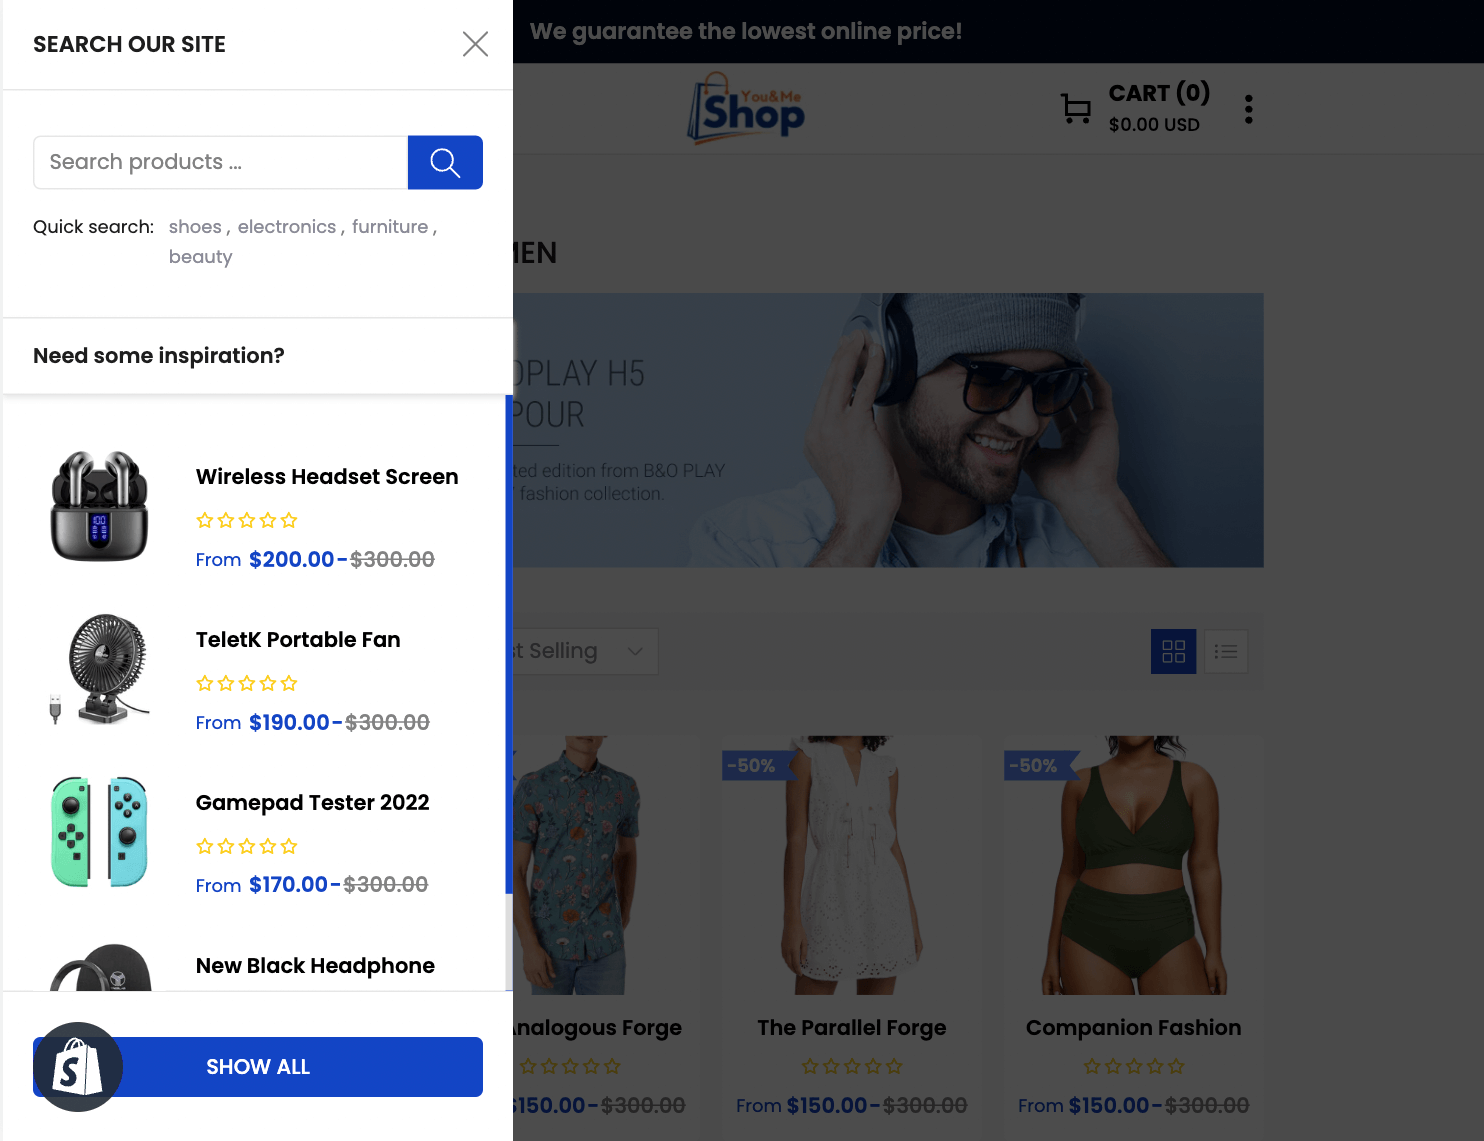 SEARCH OUR SITE
Search products ...
Quick search: shoes , electronics , furniture ,
beauty
Need some inspiration?
Wireless Headset Screen
From $200.00-$300.00
TeletK Portable Fan
From $190.00-$300.00
Gamepad Tester 2022
From $170.00-$300.00
New Black Headphone
SHOW ALL
We guarantee the lowest online price!
You&Me
Shop
CART (0)
$0.00 USD
MEN
OPLAY H5
POUR
ted edition from B&O PLAY
fashion collection.
st Selling
-50%
-50%
Analogous Forge
$150.00-$300.00
The Parallel Forge
From $150.00-$300.00
Companion Fashion
From $150.00-$300.00